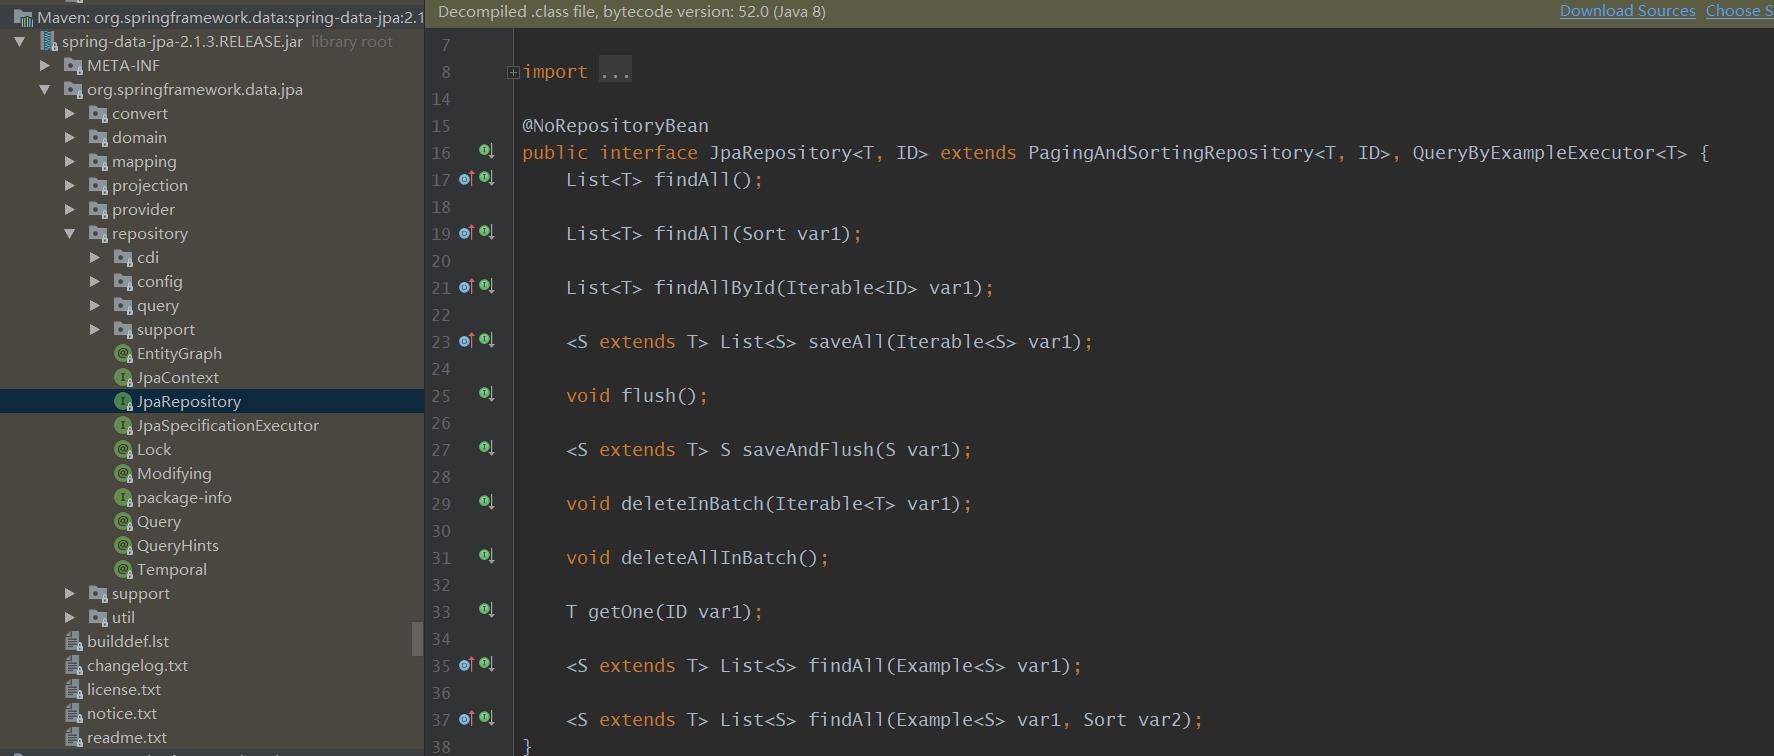 Maven: org.springframework.data:spring-data-jpa:2.1
spring-data-jpa-2.1.3.RELEASE.jar library root
META-INF
org.springframework.data.jpa
convert
domain
mapping
projection
provider
repository
cdi
config
query
support
EntityGraph
JpaContext
JpaRepository
JpaSpecificationExecutor
Lock
Modifying
package-info
Query
QueryHints
Temporal
support
util
builddef.lst
changelog.txt
license.txt
notice.txt
readme.txt
Decompiled .class file, bytecode version: 52.0 (Java 8) Download Sources Choose S
7
8 import ...
14
15 @NoRepositoryBean
16 public interface JpaRepository<T, ID> extends PagingAndSortingRepository<T, ID>, QueryByExampleExecutor<T> {
17 List<T> findAll();
18
19 List<T> findAll(Sort var1);
20
21 List<T> findAllById(Iterable<ID> var1);
22
23 <S extends T> List<S> saveAll(Iterable<S> var1);
24
25 void flush();
26
27 <S extends T> S saveAndFlush(S var1);
28
29 void deleteInBatch(Iterable<T> var1);
30
31 void deleteAllInBatch();
32
33 T getOne(ID var1);
34
35 <S extends T> List<S> findAll(Example<S> var1);
36
37 <S extends T> List<S> findAll(Example<S> var1, Sort var2);
38 }